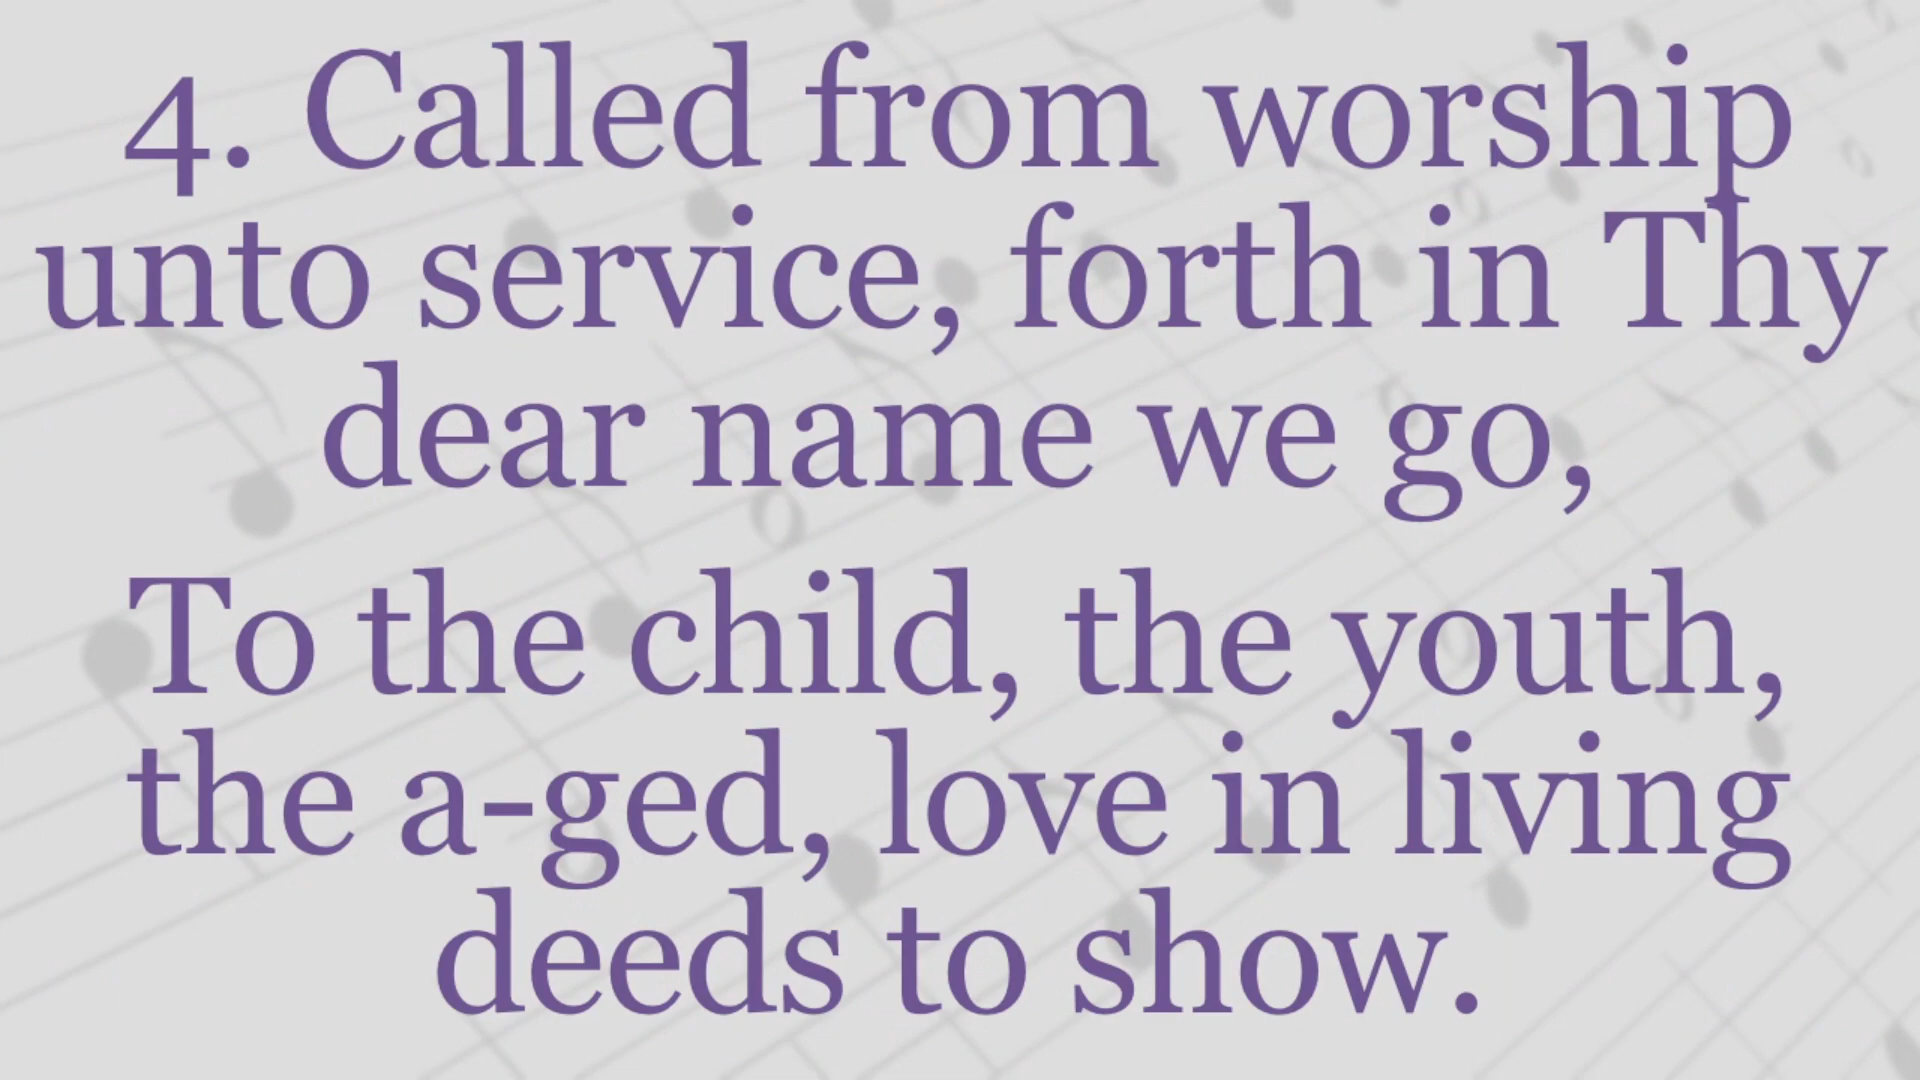 4. Called from worship
unto service, forth in Thy
dear name we go,
To the child, the youth,
the a-ged, love in living
deeds to show.